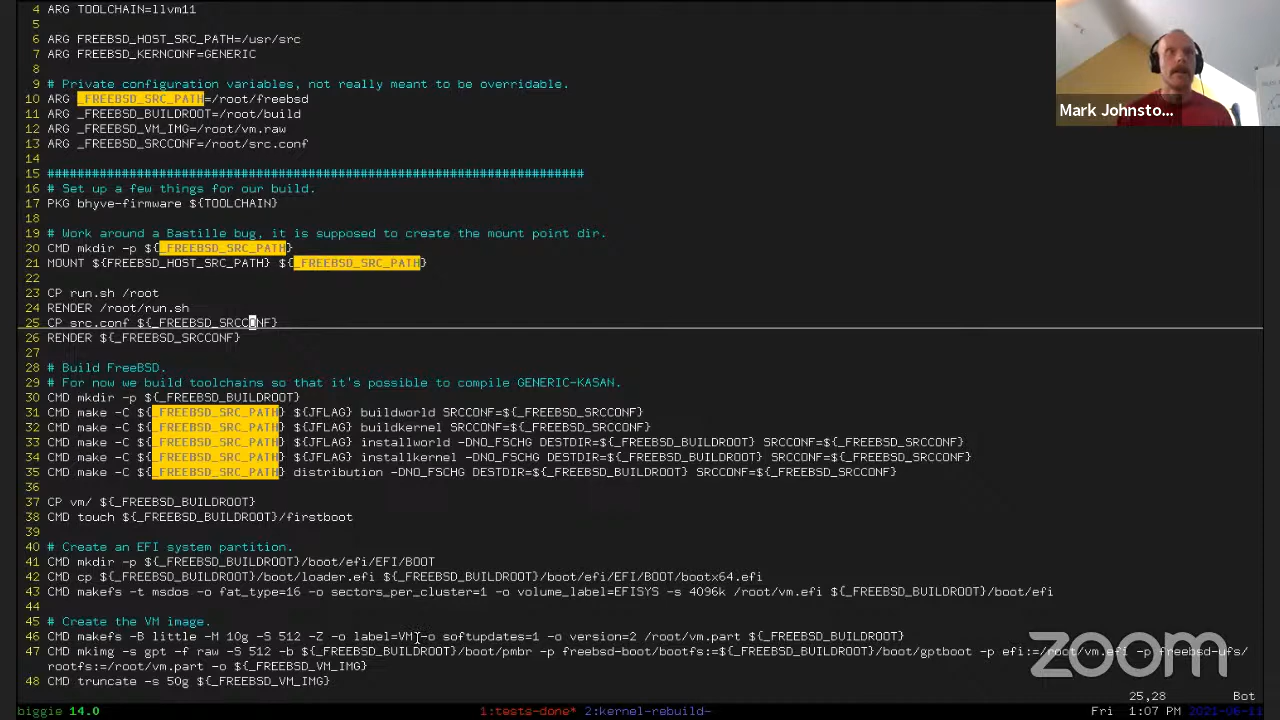 4 ARG TOOLCHAIN=llvm11
5
6 ARG FREEBSD_HOST_SRC_PATH=/usr/src
7 ARG FREEBSD_KERNCONF=GENERIC
8
9 # Private configuration variables, not really meant to be overridable.
10 ARG _FREEBSD_SRC_PATH=/root/freebsd
11 ARG _FREEBSD_BUILDROOT=/root/build
12 ARG _FREEBSD_VM_IMG=/root/vm.raw
13 ARG _FREEBSD_SRCCONF=/root/src.conf
14
15 ########################################################################
16 # Set up a few things for our build.
17 PKG bhyve-firmware ${TOOLCHAIN}
18
19 # Work around a Bastille bug, it is supposed to create the mount point dir.
20 CMD mkdir -p ${_FREEBSD_SRC_PATH}
21 MOUNT ${FREEBSD_HOST_SRC_PATH} ${_FREEBSD_SRC_PATH}
22
23 CP run.sh /root
24 RENDER /root/run.sh
25 CP src.conf ${_FREEBSD_SRCCONF}
26 RENDER ${_FREEBSD_SRCCONF}
27
28 # Build FreeBSD.
29 # For now we build toolchains so that it's possible to compile GENERIC-KASAN.
30 CMD mkdir -p ${_FREEBSD_BUILDROOT}
31 CMD make -C ${_FREEBSD_SRC_PATH} ${JFLAG} buildworld SRCCONF=${_FREEBSD_SRCCONF}
32 CMD make -C ${_FREEBSD_SRC_PATH} ${JFLAG} buildkernel SRCCONF=${_FREEBSD_SRCCONF}
33 CMD make -C ${_FREEBSD_SRC_PATH} ${JFLAG} installworld -DNO_FSCHG DESTDIR=${_FREEBSD_BUILDROOT} SRCCONF=${_FREEBSD_SRCCONF}
34 CMD make -C ${_FREEBSD_SRC_PATH} ${JFLAG} installkernel -DNO_FSCHG DESTDIR=${_FREEBSD_BUILDROOT} SRCCONF=${_FREEBSD_SRCCONF}
35 CMD make -C ${_FREEBSD_SRC_PATH} distribution -DNO_FSCHG DESTDIR=${_FREEBSD_BUILDROOT} SRCCONF=${_FREEBSD_SRCCONF}
36
37 CP vm/ ${_FREEBSD_BUILDROOT}
38 CMD touch ${_FREEBSD_BUILDROOT}/firstboot
39
40 # Create an EFI system partition.
41 CMD mkdir -p ${_FREEBSD_BUILDROOT}/boot/efi/EFI/BOOT
42 CMD cp ${_FREEBSD_BUILDROOT}/boot/loader.efi ${_FREEBSD_BUILDROOT}/boot/efi/EFI/BOOT/bootx64.efi
43 CMD makefs -t msdos -o fat_type=16 -o sectors_per_cluster=1 -o volume_label=EFISYS -s 4096k /root/vm.efi ${_FREEBSD_BUILDROOT}/boot/efi
44
45 # Create the VM image.
46 CMD makefs -B little -M 10g -S 512 -Z -o label=VM -o softupdates=1 -o version=2 /root/vm.part ${_FREEBSD_BUILDROOT}
47 CMD mkimg -s gpt -f raw -S 512 -b ${_FREEBSD_BUILDROOT}/boot/pmbr -p freebsd-boot/bootfs:=${_FREEBSD_BUILDROOT}/boot/gptboot -p efi:=/root/vm.efi -p freebsd-ufs/
rootfs:=/root/vm.part -o ${_FREEBSD_VM_IMG}
48 CMD truncate -s 50g ${_FREEBSD_VM_IMG}
25,28 Bot
biggie 14.0 1:tests-done* 2:kernel-rebuild- Fri 1:07 PM 2021-06-11
Mark Johnsto...
zoom